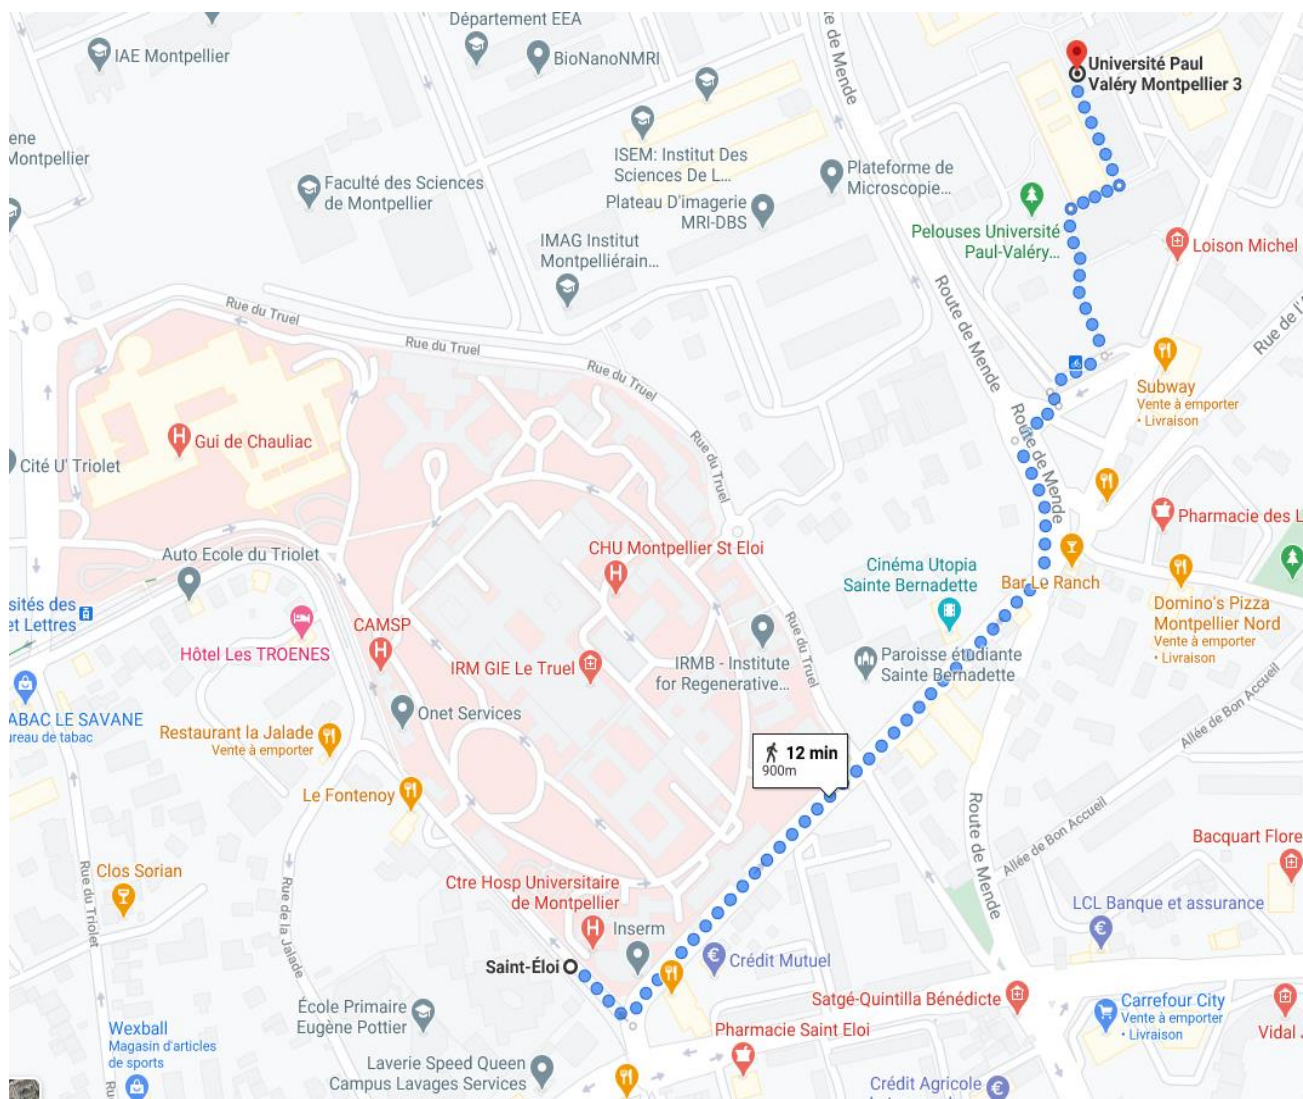 Département EEA
IAE Montpellier
BioNanoNMRI
Université Paul
Valéry Montpellier 3
te de Mende
ene
Montpellier
Faculté des Sciences
de Montpellier
ISEM: Institut Des
Sciences De L...
Plateau D'imagerie
MRI-DBS
Plateforme de
Microscopie...
Pelouses Université
Paul-Valéry...
Loison Michel
IMAG Institut
Montpelliérain...
Rue du Truel
Rue du Truel
Rue du Truel
Rue du Truel
Rue du Truel
Route de Mende
Rue de l'A
Subway
Vente à emporter
• Livraison
Route de Mende
Gui de Chauliac
Cité U' Triolet
Pharmacie des L
Auto Ecole du Triolet
CHU Montpellier St Eloi
Cinéma Utopia
Sainte Bernadette
Bar Le Ranch
Domino's Pizza
Montpellier Nord
Vente à emporter
• Livraison
sités des
et Lettres
CAMSP
Hôtel Les TROENES
IRM GIE Le Truel
IRMB - Institute
for Regenerative...
Paroisse étudiante
Sainte Bernadette
ABAC LE SAVANE
ureau de tabac
Onet Services
Restaurant la Jalade
Vente à emporter
12 min
900m
Allée de Bon Accueil
Le Fontenoy
Route de Mende
Allée de Bon Accueil
Bacquart Flore
Clos Sorian
Rue du Triolet
Rue de la Jalade
Ctre Hosp Universitaire
de Montpellier
LCL Banque et assurance
Inserm
Crédit Mutuel
Saint-Éloi
École Primaire
Eugène Pottier
Satgé-Quintilla Bénédicte
Carrefour City
Vente à emporter
• Livraison
Vidal J
Wexball
Magasin d'articles
de sports
Pharmacie Saint Eloi
Laverie Speed Queen
Campus Lavages Services
Crédit Agricole